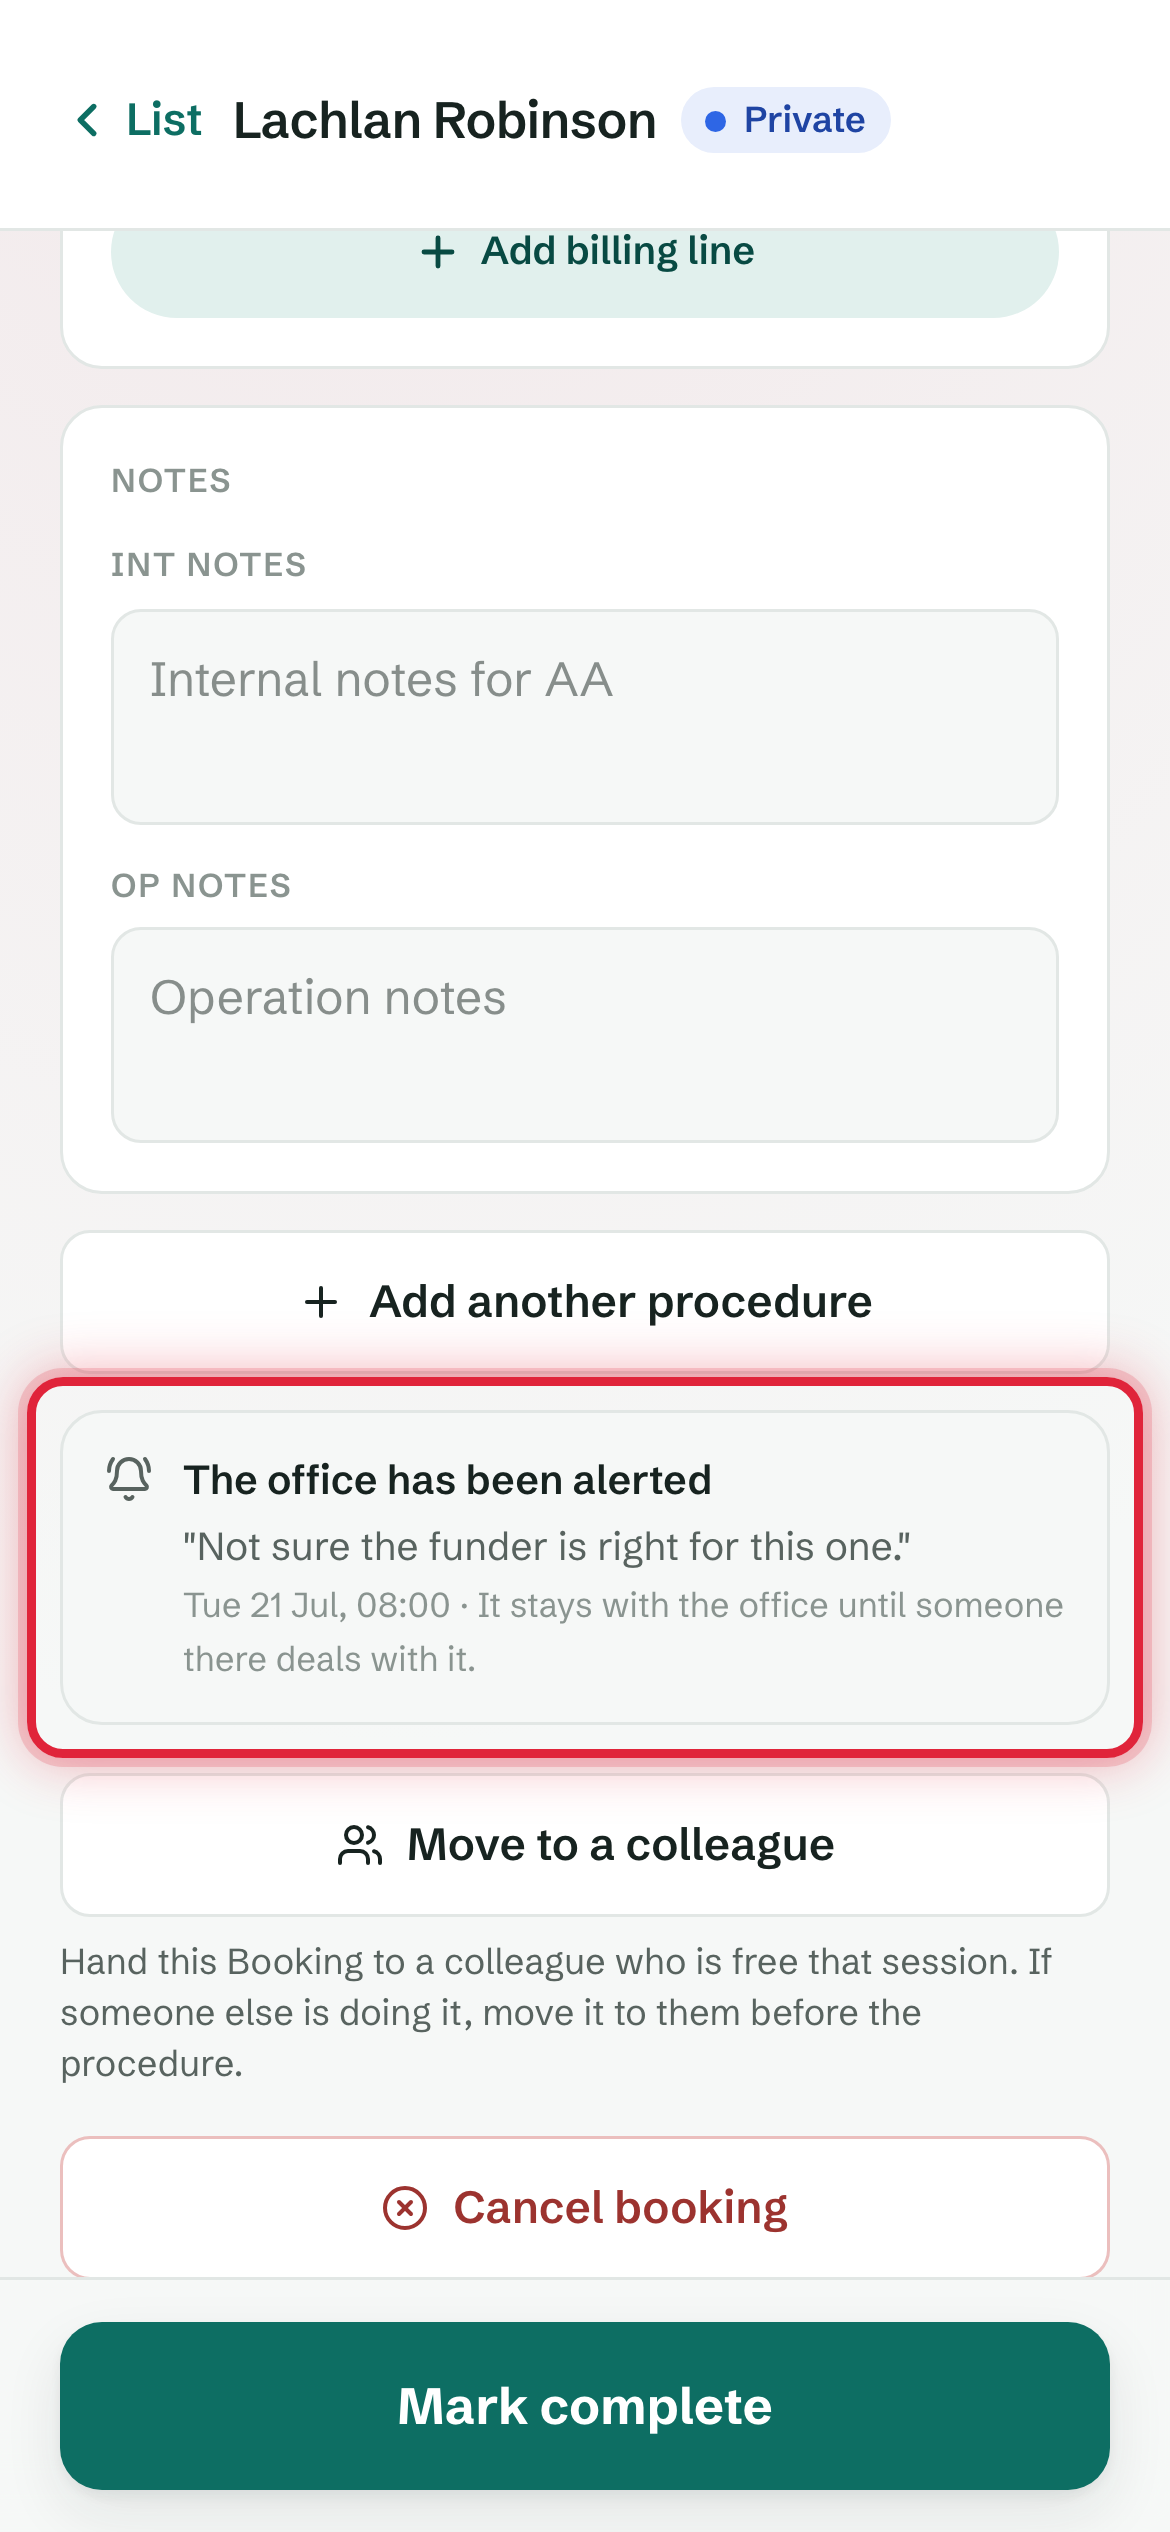 List Lachlan Robinson Private
Add billing line
NOTES
INT NOTES
Internal notes for AA
OP NOTES
Operation notes
Add another procedure
The office has been alerted
"Not sure the funder is right for this one."
Tue 21 Jul, 08:00 · It stays with the office until someone
there deals with it.
Move to a colleague
Hand this Booking to a colleague who is free that session. If
someone else is doing it, move it to them before the
procedure.
Cancel booking
Mark complete